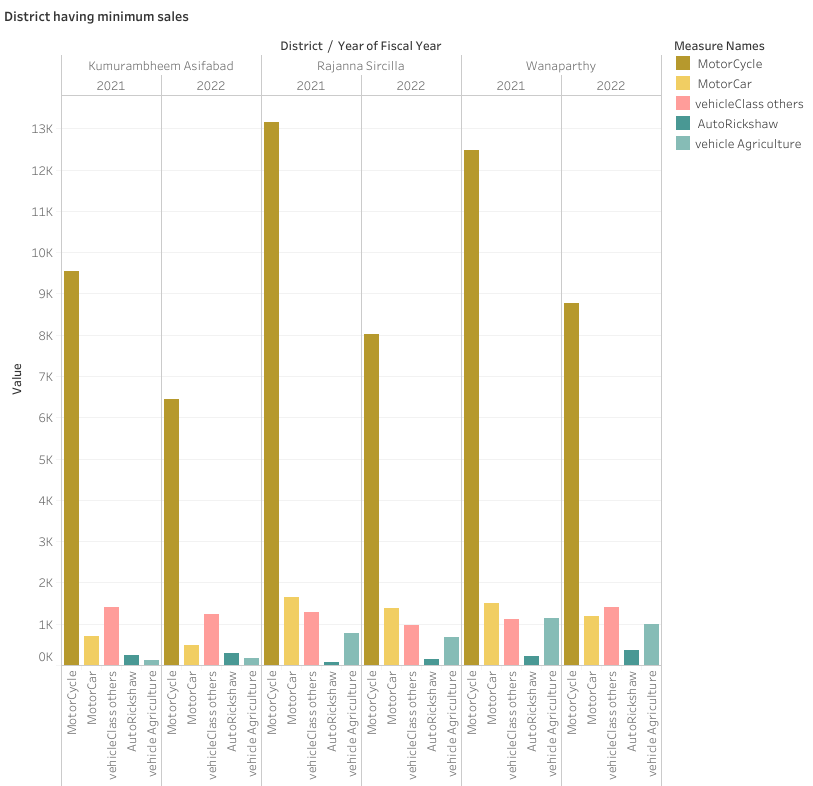 District having minimum sales
District / Year of Fiscal Year
Kumurambheem Asifabad
Rajanna Sircilla
Wanaparthy
2021
2022
2021
2022
2021
2022
Measure Names
MotorCycle
MotorCar
vehicleClass others
AutoRickshaw
vehicle Agriculture
Value
13K
12K
11K
10K
9K
8K
7K
6K
5K
4K
3K
2K
1K
0K
MotorCycle
MotorCar
vehicleClass others
AutoRickshaw
vehicle Agriculture
MotorCycle
MotorCar
vehicleClass others
AutoRickshaw
vehicle Agriculture
MotorCycle
MotorCar
vehicleClass others
AutoRickshaw
vehicle Agriculture
MotorCycle
MotorCar
vehicleClass others
AutoRickshaw
vehicle Agriculture
MotorCycle
MotorCar
vehicleClass others
AutoRickshaw
vehicle Agriculture
MotorCycle
MotorCar
vehicleClass others
AutoRickshaw
vehicle Agriculture